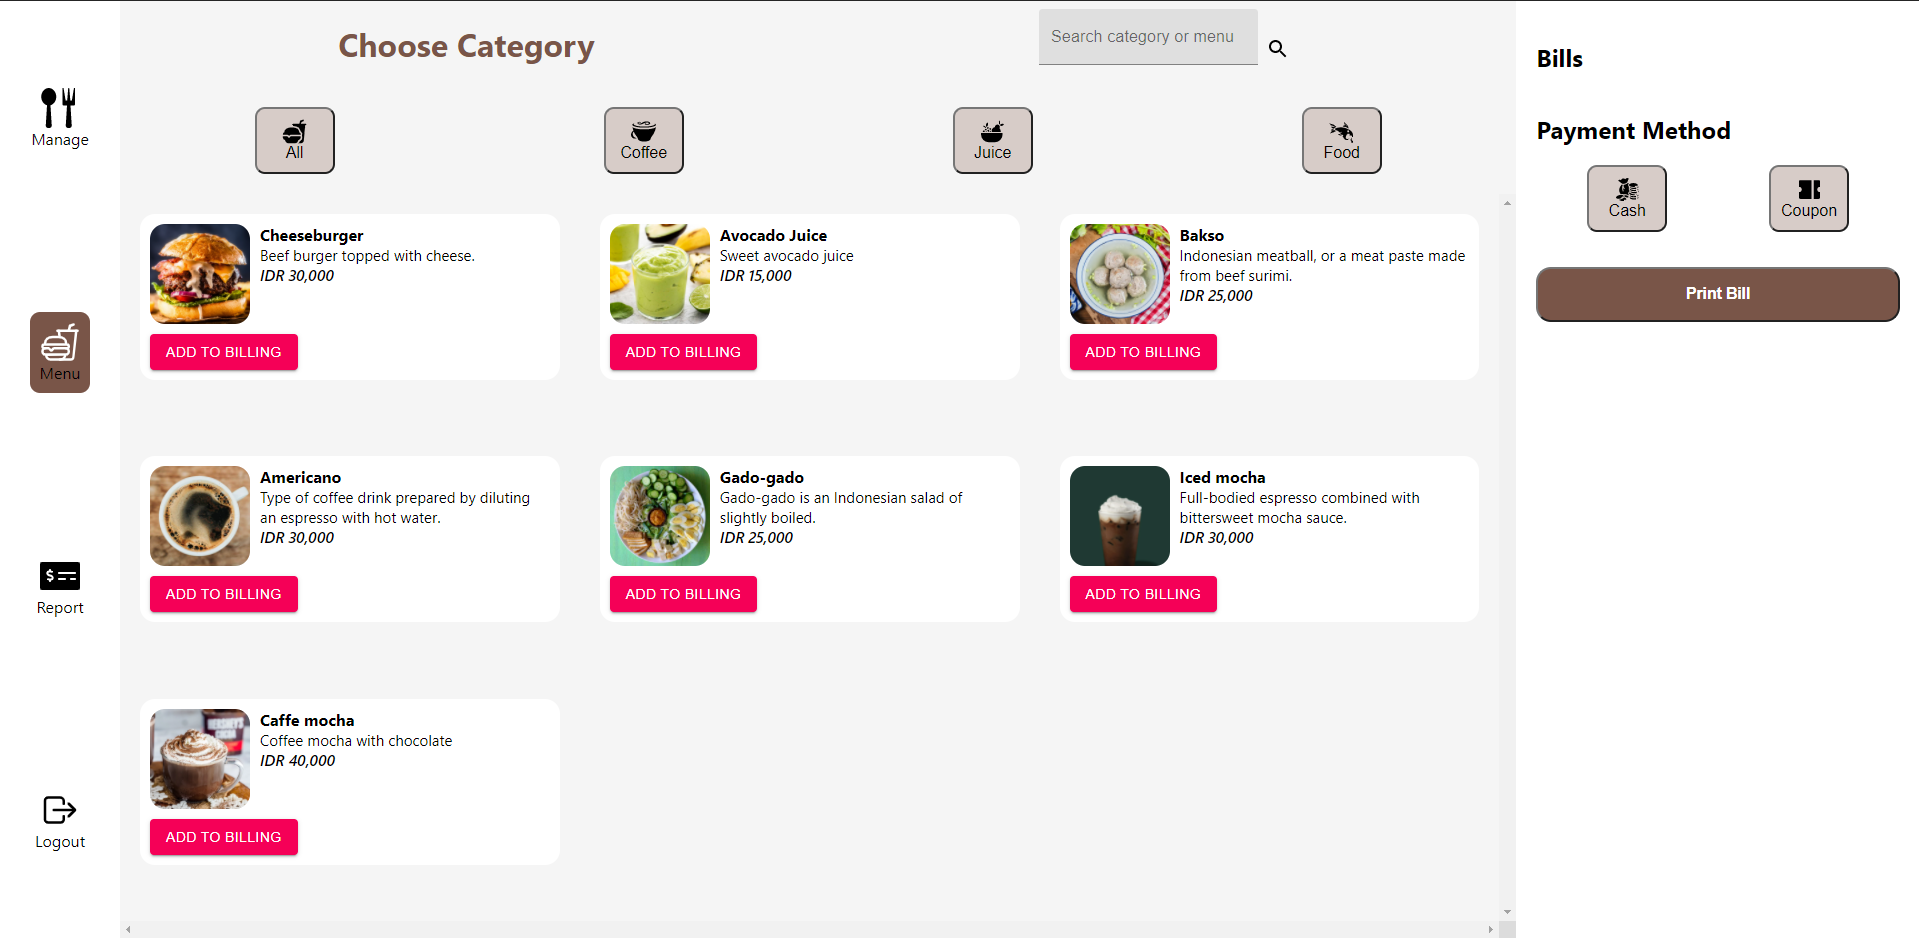 Manage
Menu
Report
Logout
Choose Category
Search category or menu
All
Coffee
Juice
Food
Cheeseburger
Beef burger topped with cheese.
IDR 30,000
ADD TO BILLING
Avocado Juice
Sweet avocado juice
IDR 15,000
ADD TO BILLING
Bakso
Indonesian meatball, or a meat paste made
from beef surimi.
IDR 25,000
ADD TO BILLING
Americano
Type of coffee drink prepared by diluting
an espresso with hot water.
IDR 30,000
ADD TO BILLING
Gado-gado
Gado-gado is an Indonesian salad of
slightly boiled.
IDR 25,000
ADD TO BILLING
Iced mocha
Full-bodied espresso combined with
bittersweet mocha sauce.
IDR 30,000
ADD TO BILLING
Caffe mocha
Coffee mocha with chocolate
IDR 40,000
ADD TO BILLING
Bills
Payment Method
Cash
Coupon
Print Bill